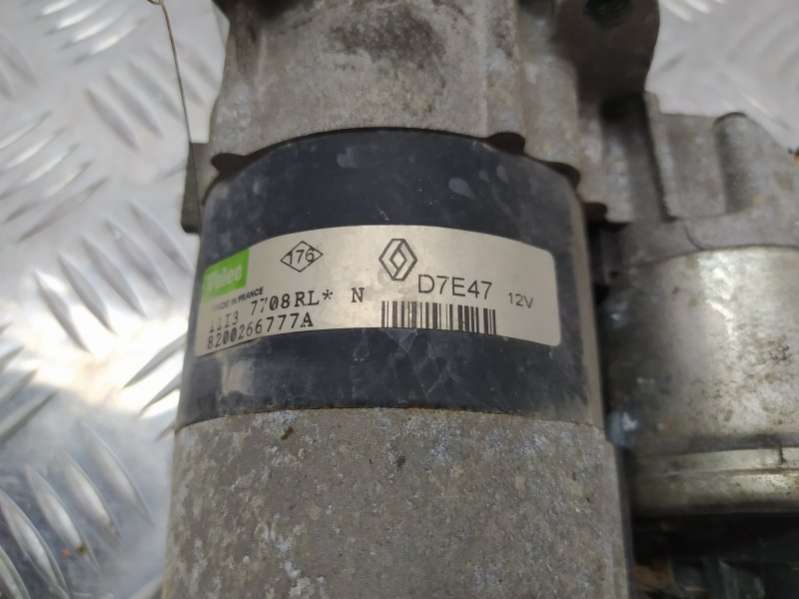 Valeo
176
D7E47 12V
MADE IN FRANCE
7708RL* N
8200266777A